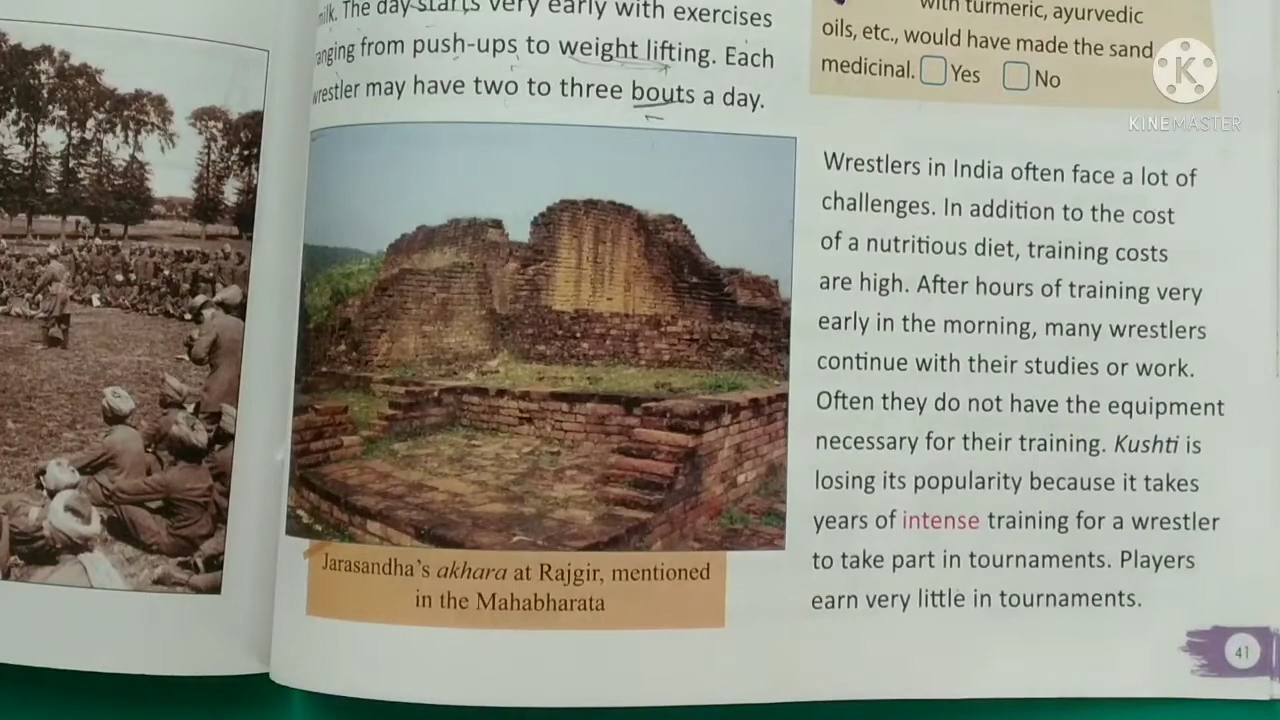 milk. The day starts very early with exercises
ranging from push-ups to weight lifting. Each
wrestler may have two to three bouts a day.
Jarasandha's akhara at Rajgir, mentioned
in the Mahabharata
with turmeric, ayurvedic
oils, etc., would have made the sand
medicinal. Yes No
Wrestlers in India often face a lot of
challenges. In addition to the cost
of a nutritious diet, training costs
are high. After hours of training very
early in the morning, many wrestlers
continue with their studies or work.
Often they do not have the equipment
necessary for their training. Kushti is
losing its popularity because it takes
years of intense training for a wrestler
to take part in tournaments. Players
earn very little in tournaments.
41
K
KINEMASTER